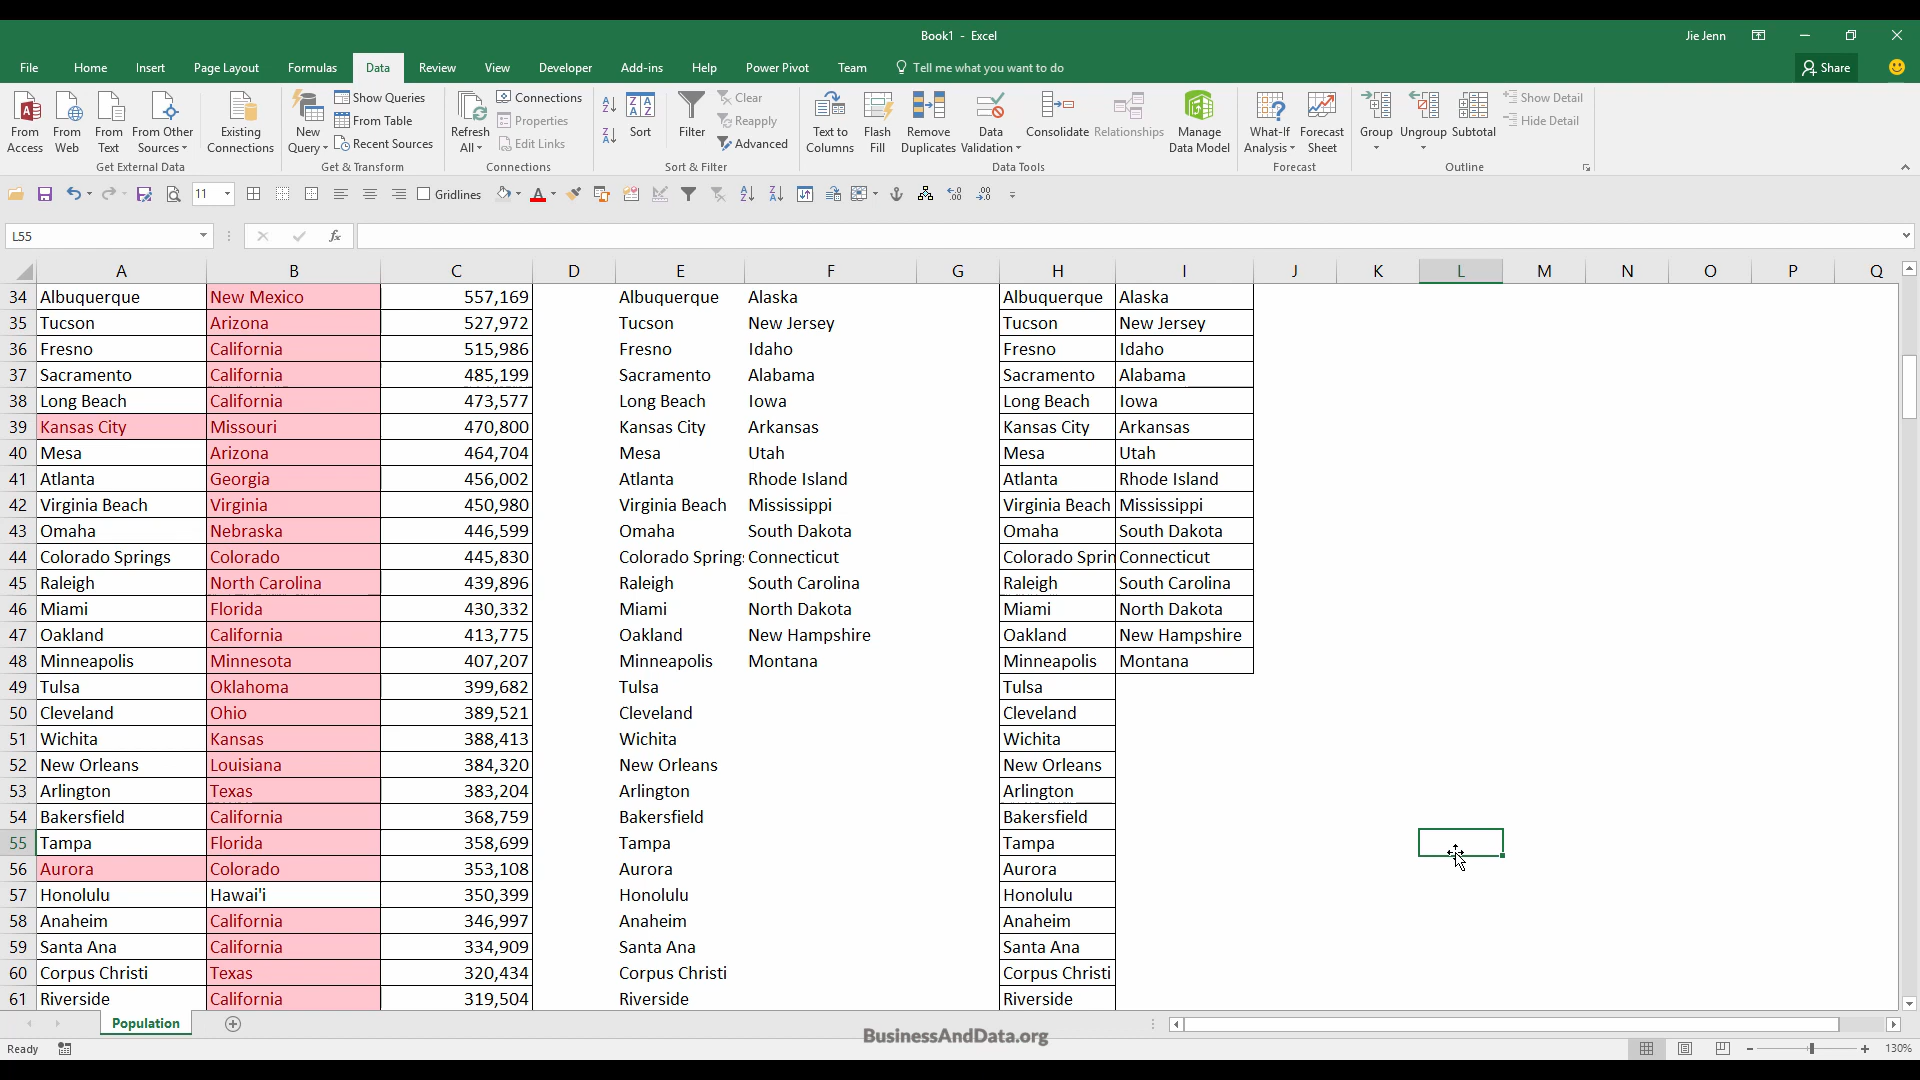 Book1 - Excel
Jie Jenn
File Home Insert Page Layout Formulas Data Review View Developer Add-ins Help Power Pivot Team Tell me what you want to do Share
From Access From Web From Text From Other Sources Existing Connections New Query Show Queries From Table Recent Sources Refresh All Connections Properties Edit Links Sort Filter Clear Reapply Advanced Text to Columns Flash Fill Remove Duplicates Data Validation Consolidate Relationships Manage Data Model What-If Analysis Forecast Sheet Group Ungroup Subtotal Show Detail Hide Detail
Get External Data Get & Transform Connections Sort & Filter Data Tools Forecast Outline
11 Gridlines
L55 fx
A B C D E F G H I J K L M N O P Q
34 Albuquerque New Mexico 557,169 Albuquerque Alaska Albuquerque Alaska
35 Tucson Arizona 527,972 Tucson New Jersey Tucson New Jersey
36 Fresno California 515,986 Fresno Idaho Fresno Idaho
37 Sacramento California 485,199 Sacramento Alabama Sacramento Alabama
38 Long Beach California 473,577 Long Beach Iowa Long Beach Iowa
39 Kansas City Missouri 470,800 Kansas City Arkansas Kansas City Arkansas
40 Mesa Arizona 464,704 Mesa Utah Mesa Utah
41 Atlanta Georgia 456,002 Atlanta Rhode Island Atlanta Rhode Island
42 Virginia Beach Virginia 450,980 Virginia Beach Mississippi Virginia Beach Mississippi
43 Omaha Nebraska 446,599 Omaha South Dakota Omaha South Dakota
44 Colorado Springs Colorado 445,830 Colorado Springs Connecticut Colorado Sprin Connecticut
45 Raleigh North Carolina 439,896 Raleigh South Carolina Raleigh South Carolina
46 Miami Florida 430,332 Miami North Dakota Miami North Dakota
47 Oakland California 413,775 Oakland New Hampshire Oakland New Hampshire
48 Minneapolis Minnesota 407,207 Minneapolis Montana Minneapolis Montana
49 Tulsa Oklahoma 399,682 Tulsa Tulsa
50 Cleveland Ohio 389,521 Cleveland Cleveland
51 Wichita Kansas 388,413 Wichita Wichita
52 New Orleans Louisiana 384,320 New Orleans New Orleans
53 Arlington Texas 383,204 Arlington Arlington
54 Bakersfield California 368,759 Bakersfield Bakersfield
55 Tampa Florida 358,699 Tampa Tampa
56 Aurora Colorado 353,108 Aurora Aurora
57 Honolulu Hawai'i 350,399 Honolulu Honolulu
58 Anaheim California 346,997 Anaheim Anaheim
59 Santa Ana California 334,909 Santa Ana Santa Ana
60 Corpus Christi Texas 320,434 Corpus Christi Corpus Christi
61 Riverside California 319,504 Riverside Riverside
Population
BusinessAndData.org
Ready 130%